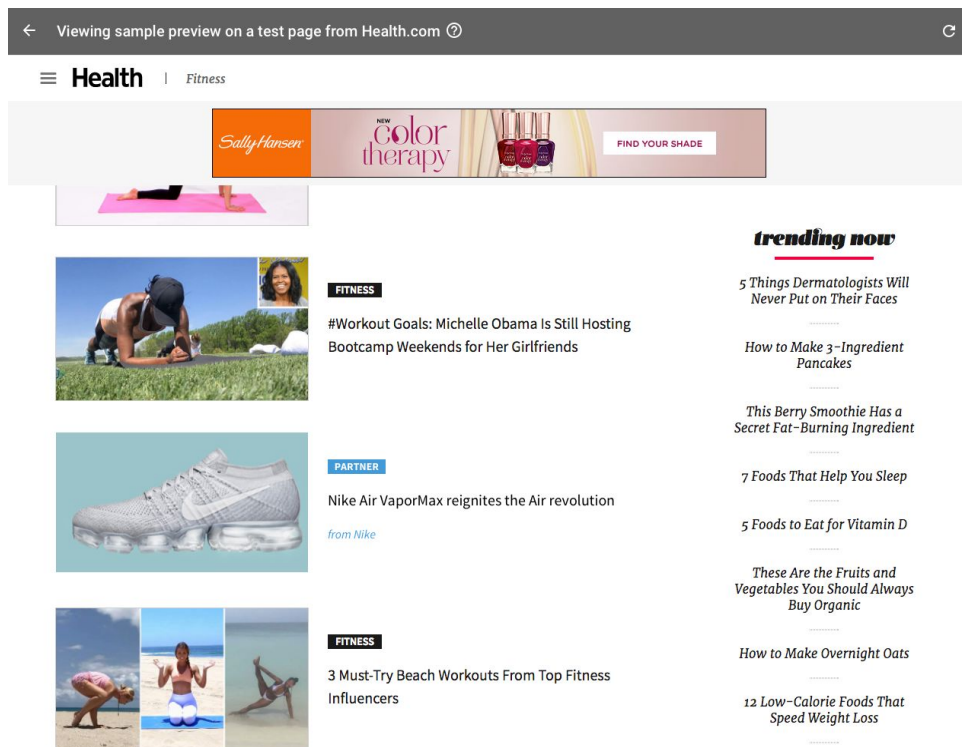 Viewing sample preview on a test page from Health.com
Health | Fitness
Sally Hansen
NEW
color
therapy
FIND YOUR SHADE
FITNESS
#Workout Goals: Michelle Obama Is Still Hosting
Bootcamp Weekends for Her Girlfriends
PARTNER
Nike Air VaporMax reignites the Air revolution
from Nike
FITNESS
3 Must-Try Beach Workouts From Top Fitness
Influencers
trending now
5 Things Dermatologists Will
Never Put on Their Faces
How to Make 3-Ingredient
Pancakes
This Berry Smoothie Has a
Secret Fat-Burning Ingredient
7 Foods That Help You Sleep
5 Foods to Eat for Vitamin D
These Are the Fruits and
Vegetables You Should Always
Buy Organic
How to Make Overnight Oats
12 Low-Calorie Foods That
Speed Weight Loss